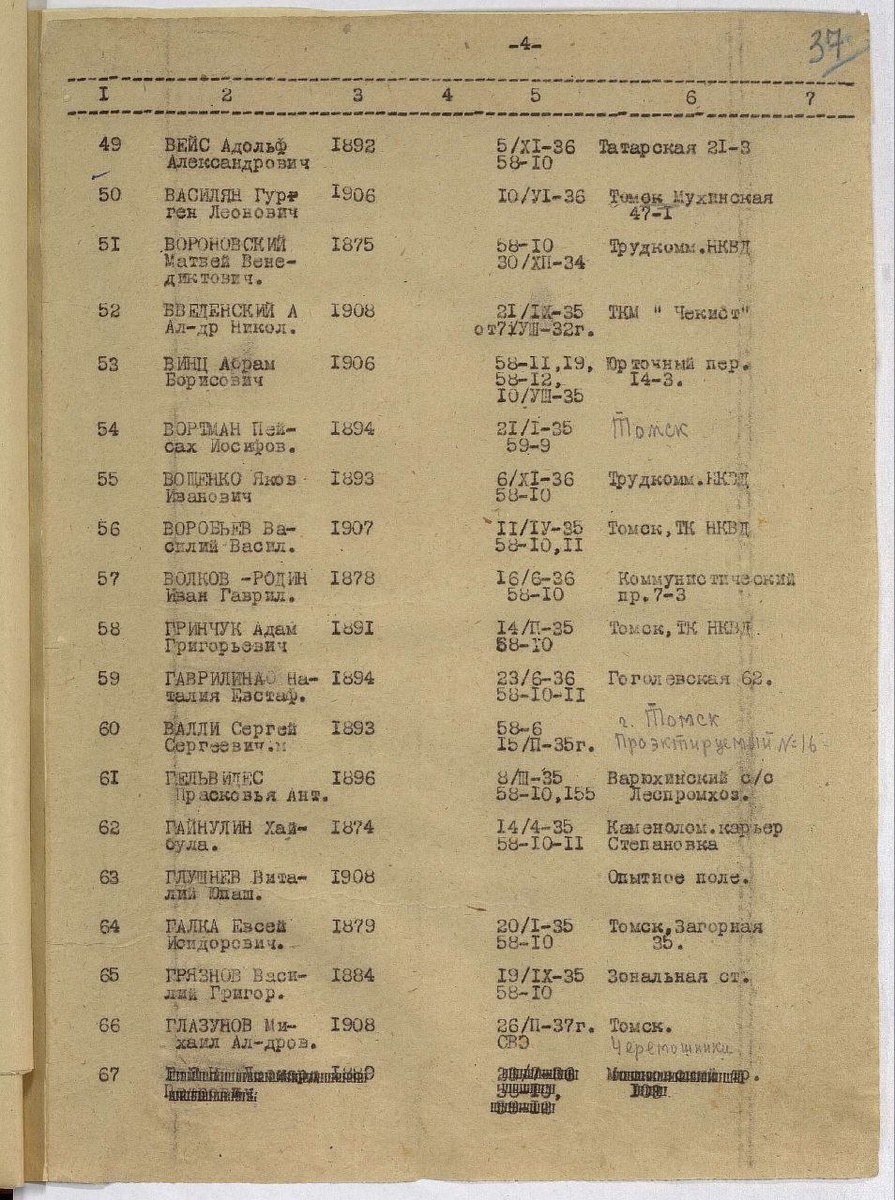 -4-
37
I 2 3 4 5 6 7
49 ВЕЙС Адольф 1892 5/XI-36 Татарская 21-3
Александрович 58-10
50 ВАСИЛЯН Гур- 1906 10/УI-36 Томск Мухинская
ген Леонович 47-1
51 ВОРОНОВСКИЙ 1875 58-10 Трудкомм.НКВД
Матвей Вене- 30/ХП-34
диктович.
52 ВВЕДЕНСКИЙ А 1908 21/IX-35 ТКМ " Чекист"
Ал-др Никол. от7/УШ-32г.
53 ВИНЦ Абрам 1906 58-11,19, Юрточный пер.
Борисович 58-12, 14-3.
10/УШ-35
54 ВОРТМАН Пей- 1894 21/I-35 Томск
сах Иосифов. 59-9
55 ВОЩЕНКО Яков 1893 6/XI-36 Трудкомм.НКВД
Иванович 58-10
56 ВОРОБЬЕВ Ва- 1907 11/IУ-35 Томск,ТК НКВД
силий Васил. 58-10,11
57 ВОЛКОВ -РОДИН 1878 16/6-36 Коммунистический
Иван Гаврил. 58-10 пр.7-3
58 ГРИНЧУК Адам 1891 14/П-35 Томск,ТК НКВД
Григорьевич 58-10
59 ГАВРИЛИНА На- 1894 23/6-36 Гоголевская 62.
талия Евстаф. 58-10-11
60 ВАЛЛИ Сергей 1893 58-6 г. Томск
Сергеевич. 15/П-35г. Проэктируемый №16
61 ГЕЛЬВИДЕС 1896 8/Ш-35 Варюхинский с/с
Прасковья Ант. 58-10,155 Леспромхоз.
62 ГАЙНУЛИН Хай- 1874 14/4-35 Каменолом.карьер
була. 58-10-11 Степановка
63 ГЛУШНЕВ Вита- 1908 Опытное поле.
лий Юпаш.
64 ГАЛКА Евсей 1879 20/I-35 Томск,Загорная
Исидорович. 58-10 35.
65 ГРЯЗНОВ Васи- 1884 19/IX-35 Зональная ст.
лий Григор. 58-10
66 ГЛАЗУНОВ Ми- 1908 26/П-37г. Томск.
хаил Ал-дров. СВЭ Черемошники
67